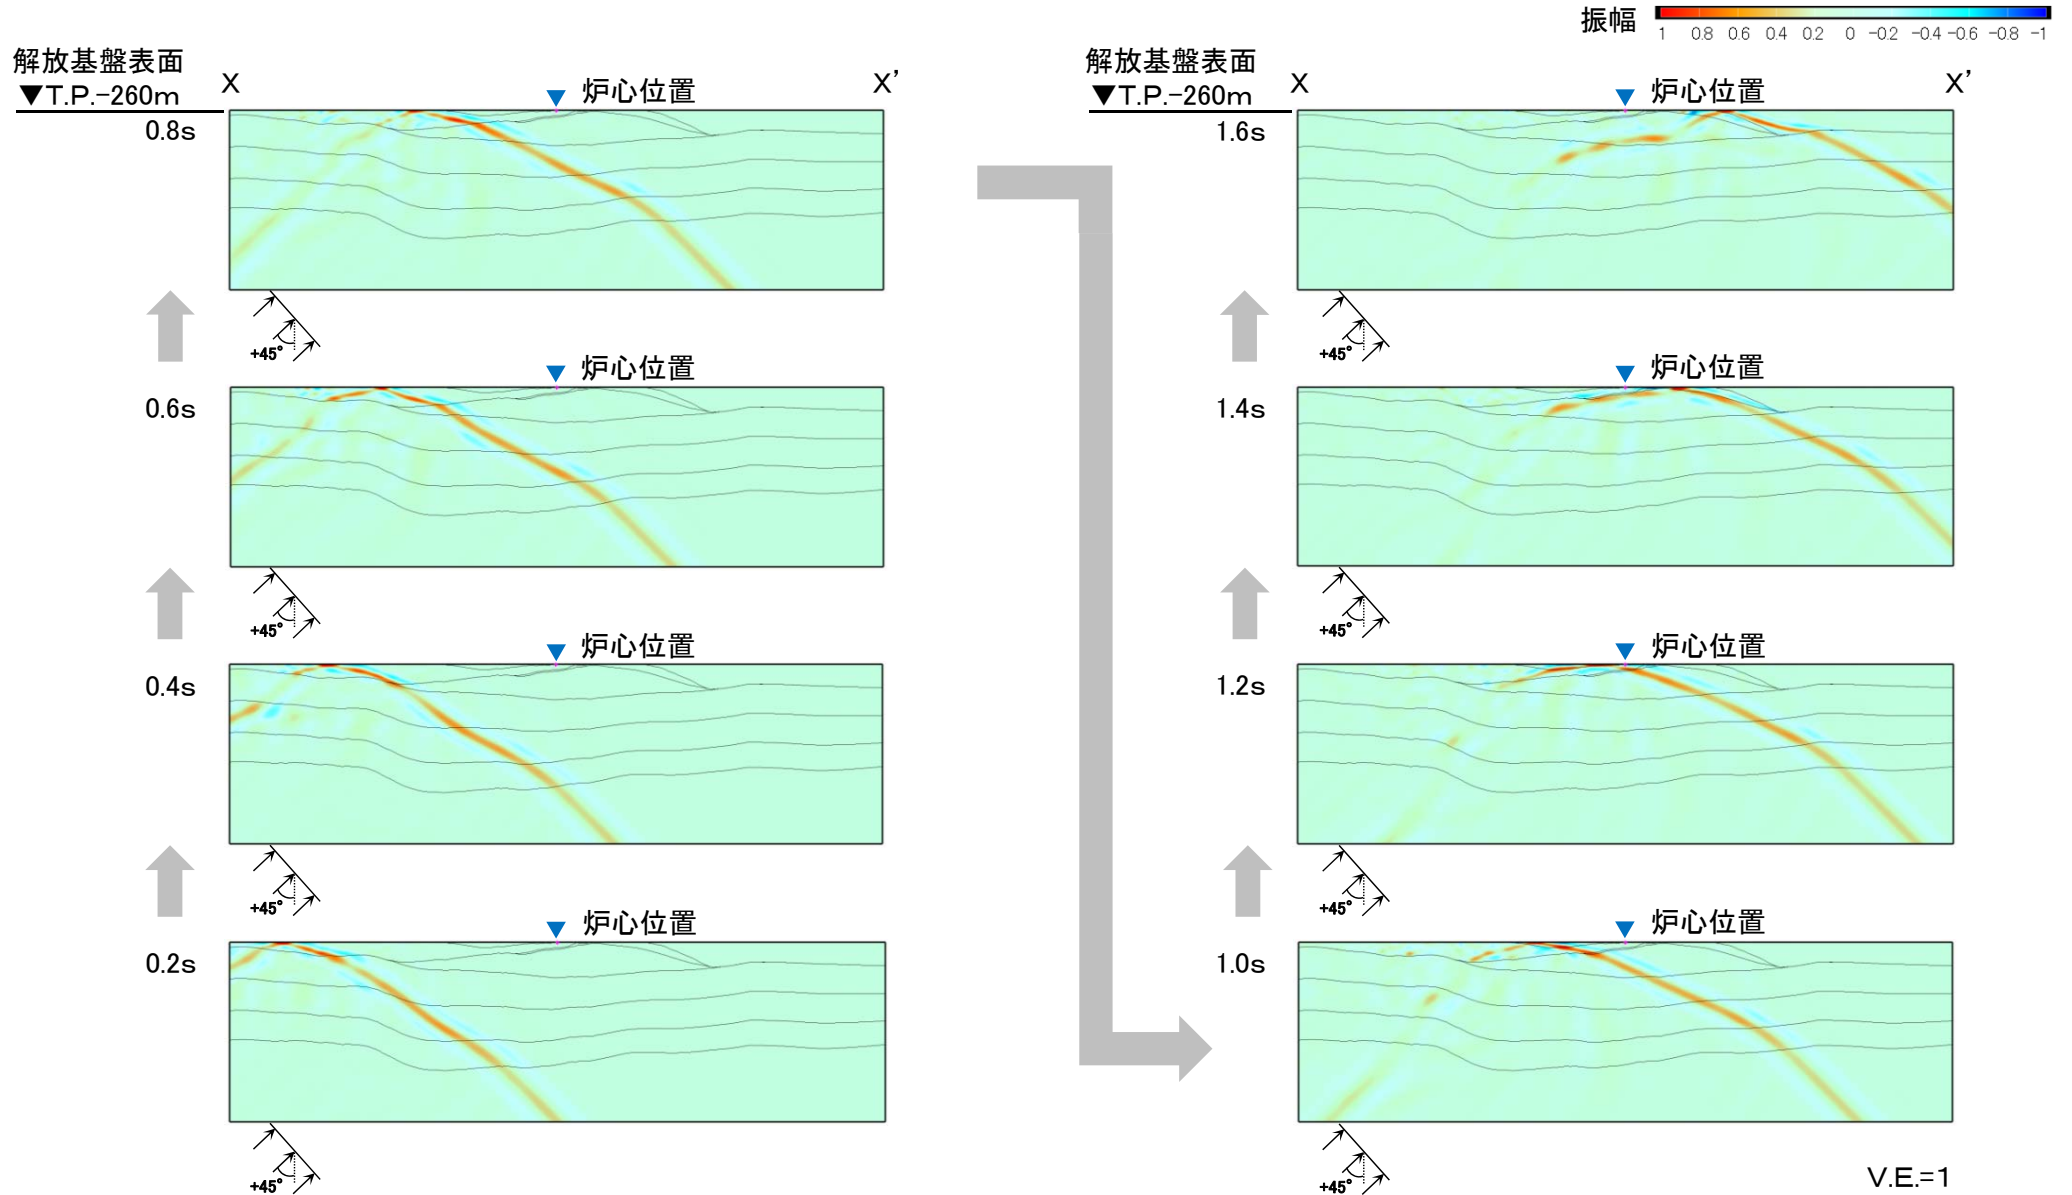 振幅
1 0.8 0.6 0.4 0.2 0 -0.2 -0.4 -0.6 -0.8 -1
解放基盤表面
▼T.P.-260m
X
炉心位置
X'
0.8s
+45°
炉心位置
0.6s
+45°
炉心位置
0.4s
+45°
炉心位置
0.2s
+45°
解放基盤表面
▼T.P.-260m
X
炉心位置
X'
1.6s
+45°
炉心位置
1.4s
+45°
炉心位置
1.2s
+45°
炉心位置
1.0s
+45°
V.E.=1